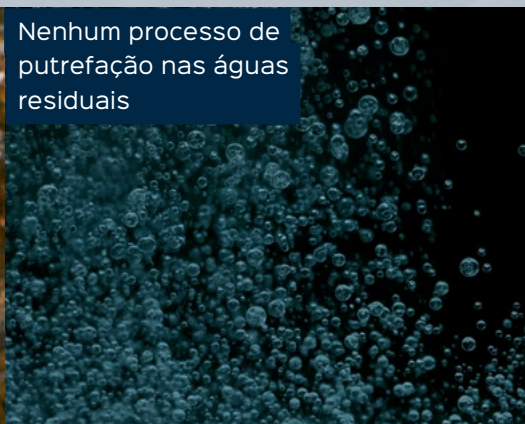 Nenhum processo de
putrefação nas águas
residuais